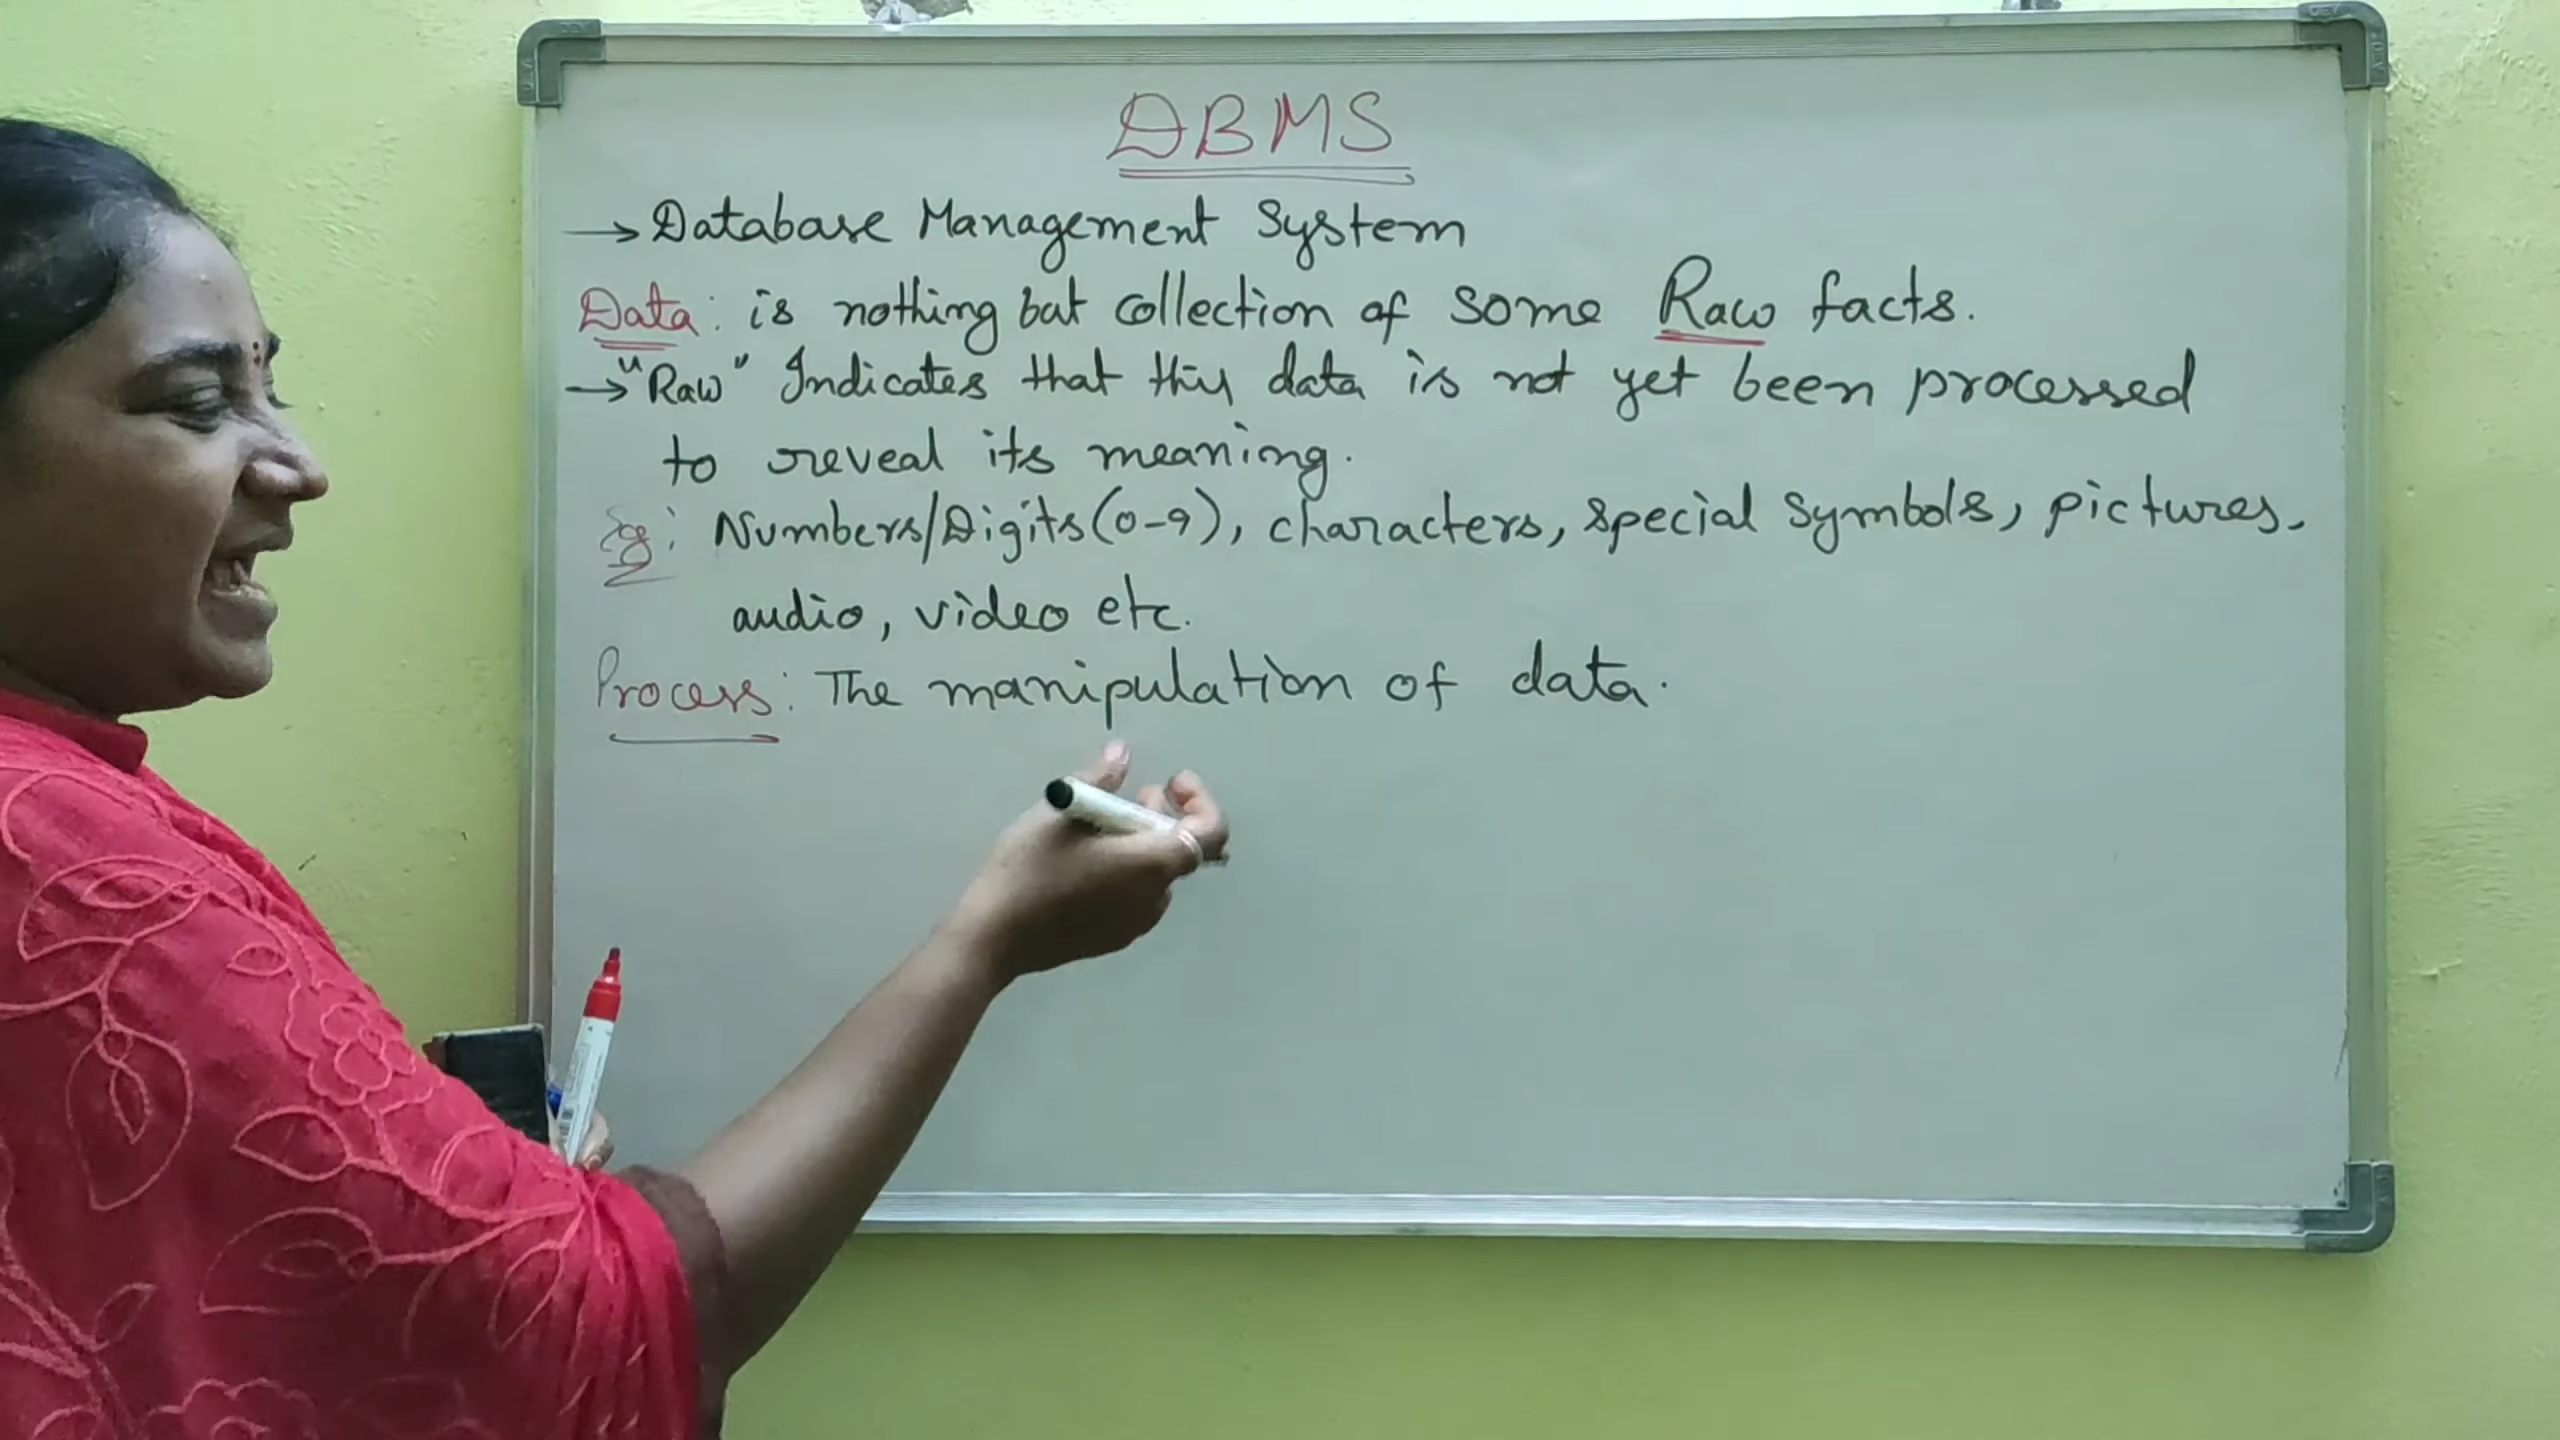 DBMS
→ Database Management System
Data: is nothing but collection of some Raw facts.
→ "Raw" Indicates that this data is not yet been processed
to reveal its meaning.
Eg: Numbers/Digits(0-9), characters, special symbols, pictures,
audio, video etc.
Process: The manipulation of data.